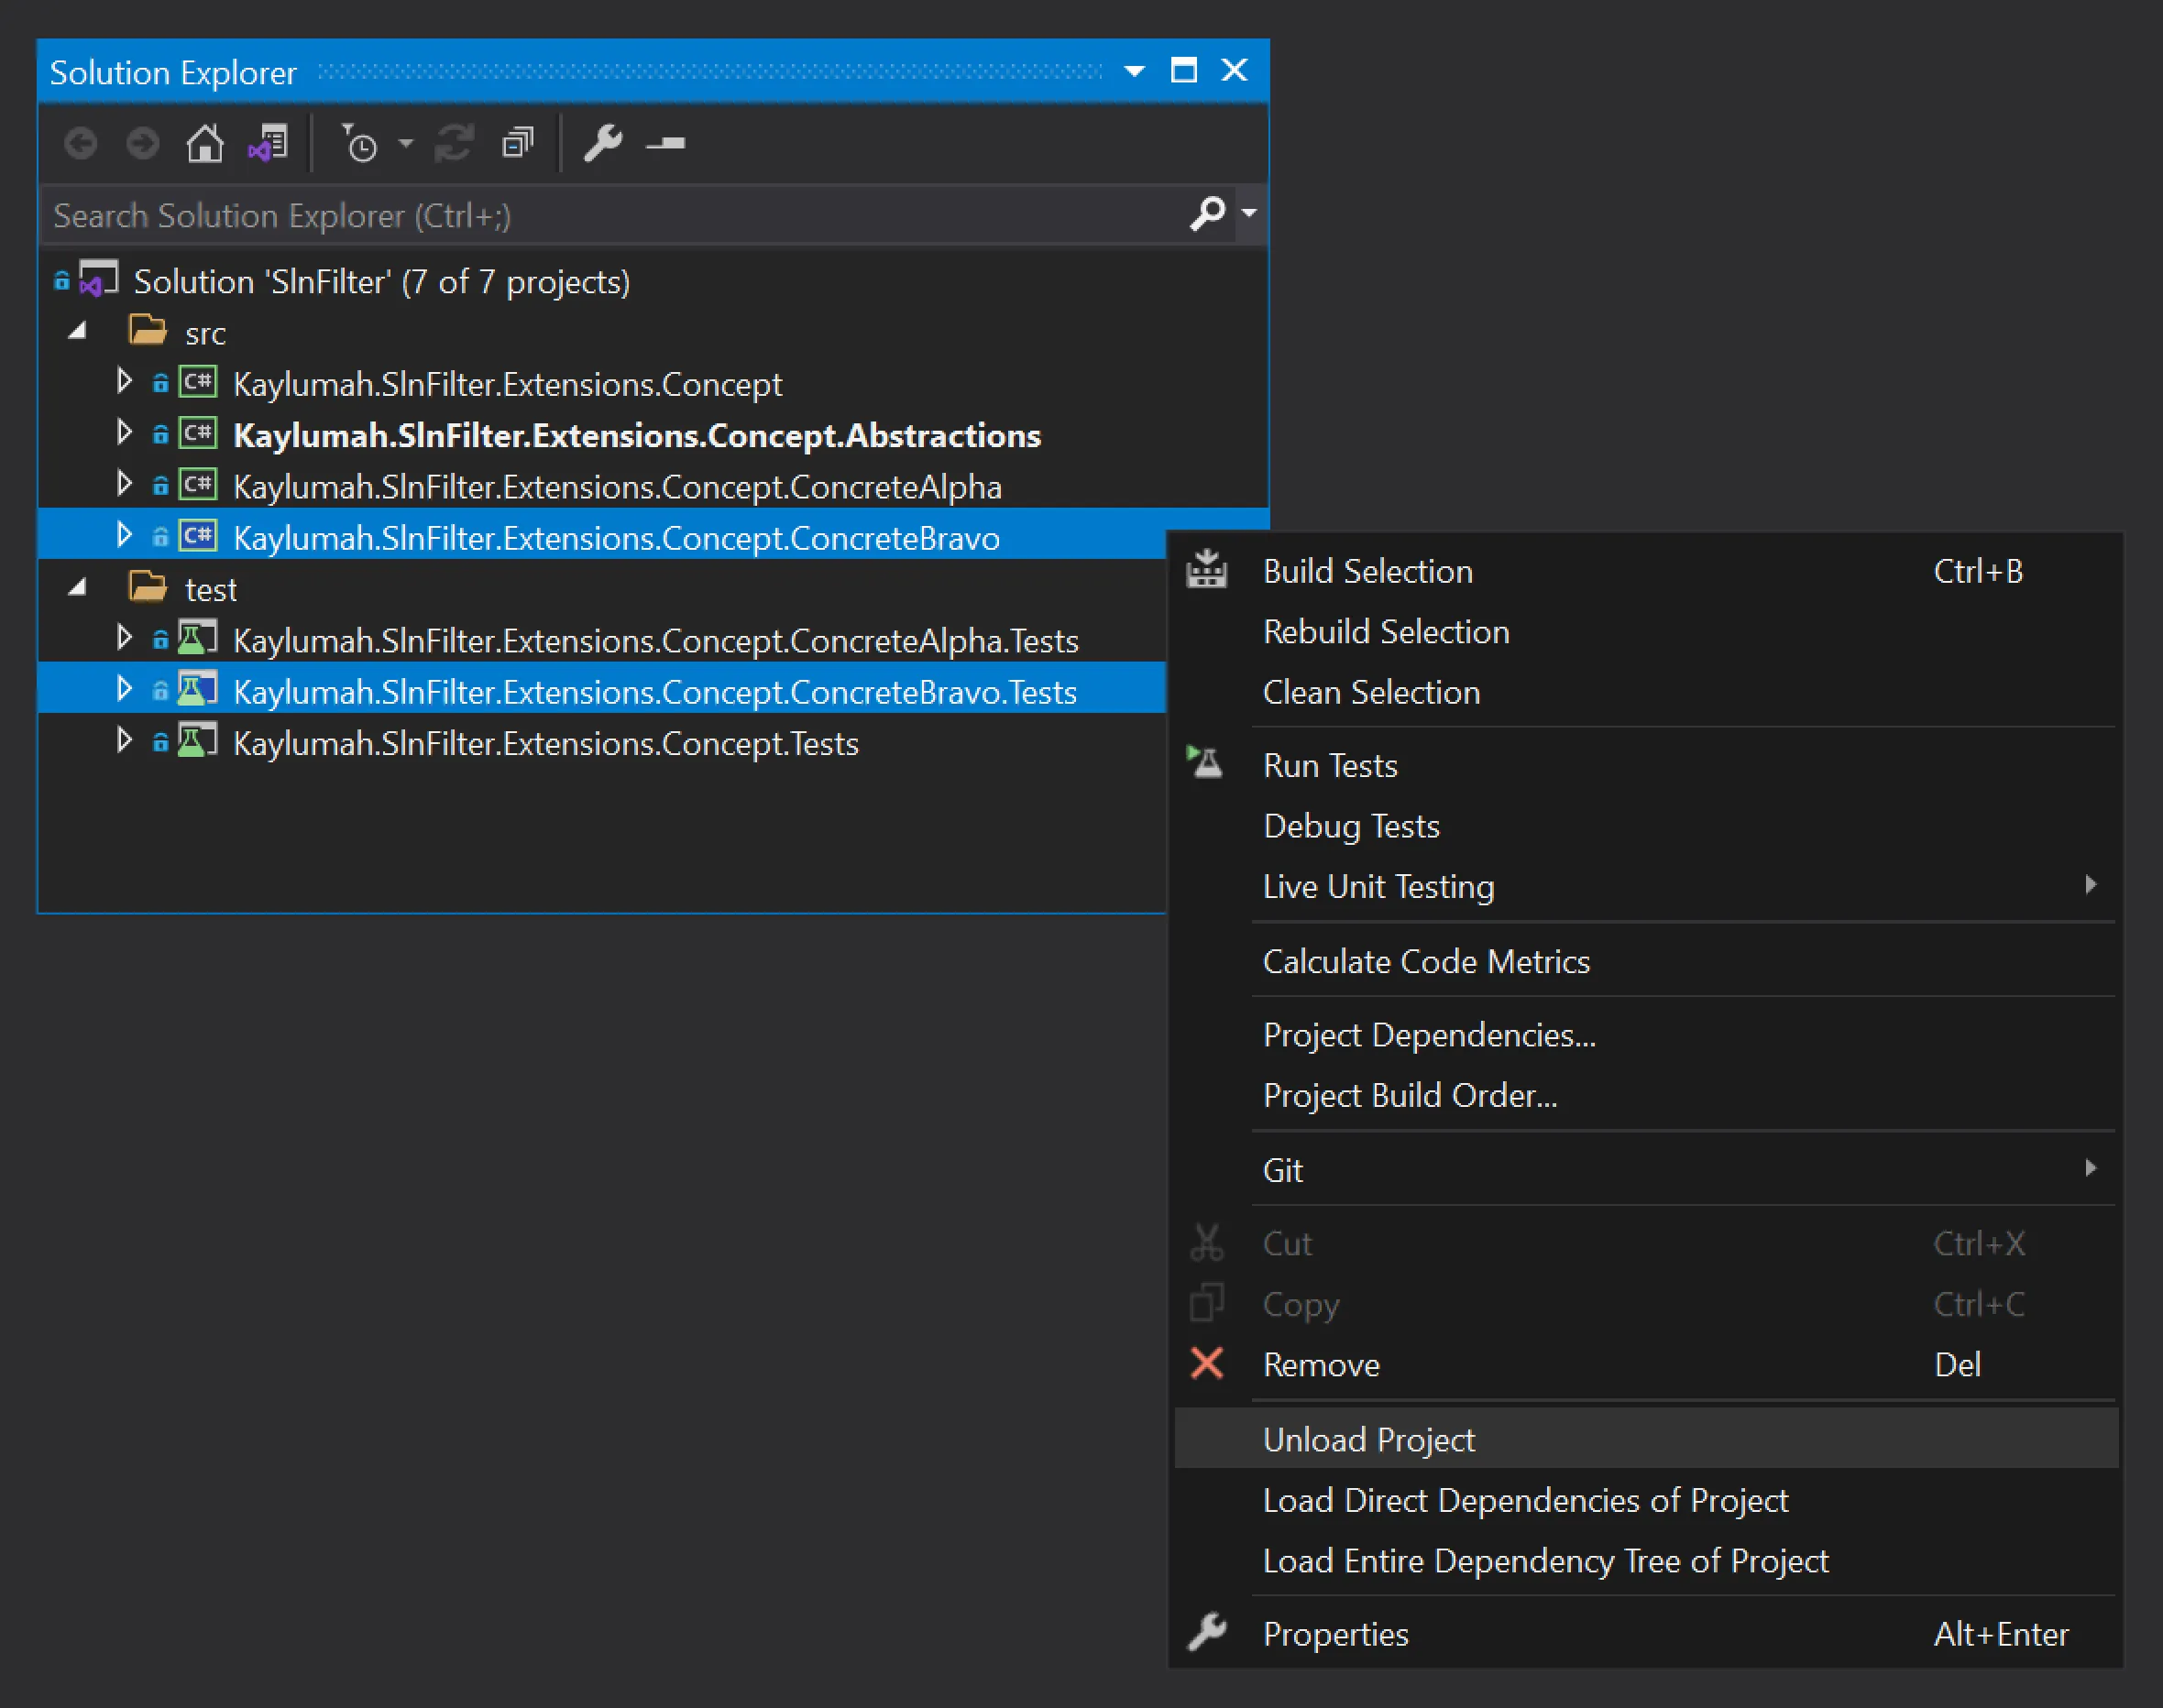 Solution Explorer
Search Solution Explorer (Ctrl+;)
Solution 'SlnFilter' (7 of 7 projects)
src
C# Kaylumah.SlnFilter.Extensions.Concept
C# Kaylumah.SlnFilter.Extensions.Concept.Abstractions
C# Kaylumah.SlnFilter.Extensions.Concept.ConcreteAlpha
C# Kaylumah.SlnFilter.Extensions.Concept.ConcreteBravo
test
Kaylumah.SlnFilter.Extensions.Concept.ConcreteAlpha.Tests
Kaylumah.SlnFilter.Extensions.Concept.ConcreteBravo.Tests
Kaylumah.SlnFilter.Extensions.Concept.Tests
Build Selection Ctrl+B
Rebuild Selection
Clean Selection
Run Tests
Debug Tests
Live Unit Testing
Calculate Code Metrics
Project Dependencies...
Project Build Order...
Git
Cut Ctrl+X
Copy Ctrl+C
Remove Del
Unload Project
Load Direct Dependencies of Project
Load Entire Dependency Tree of Project
Properties Alt+Enter